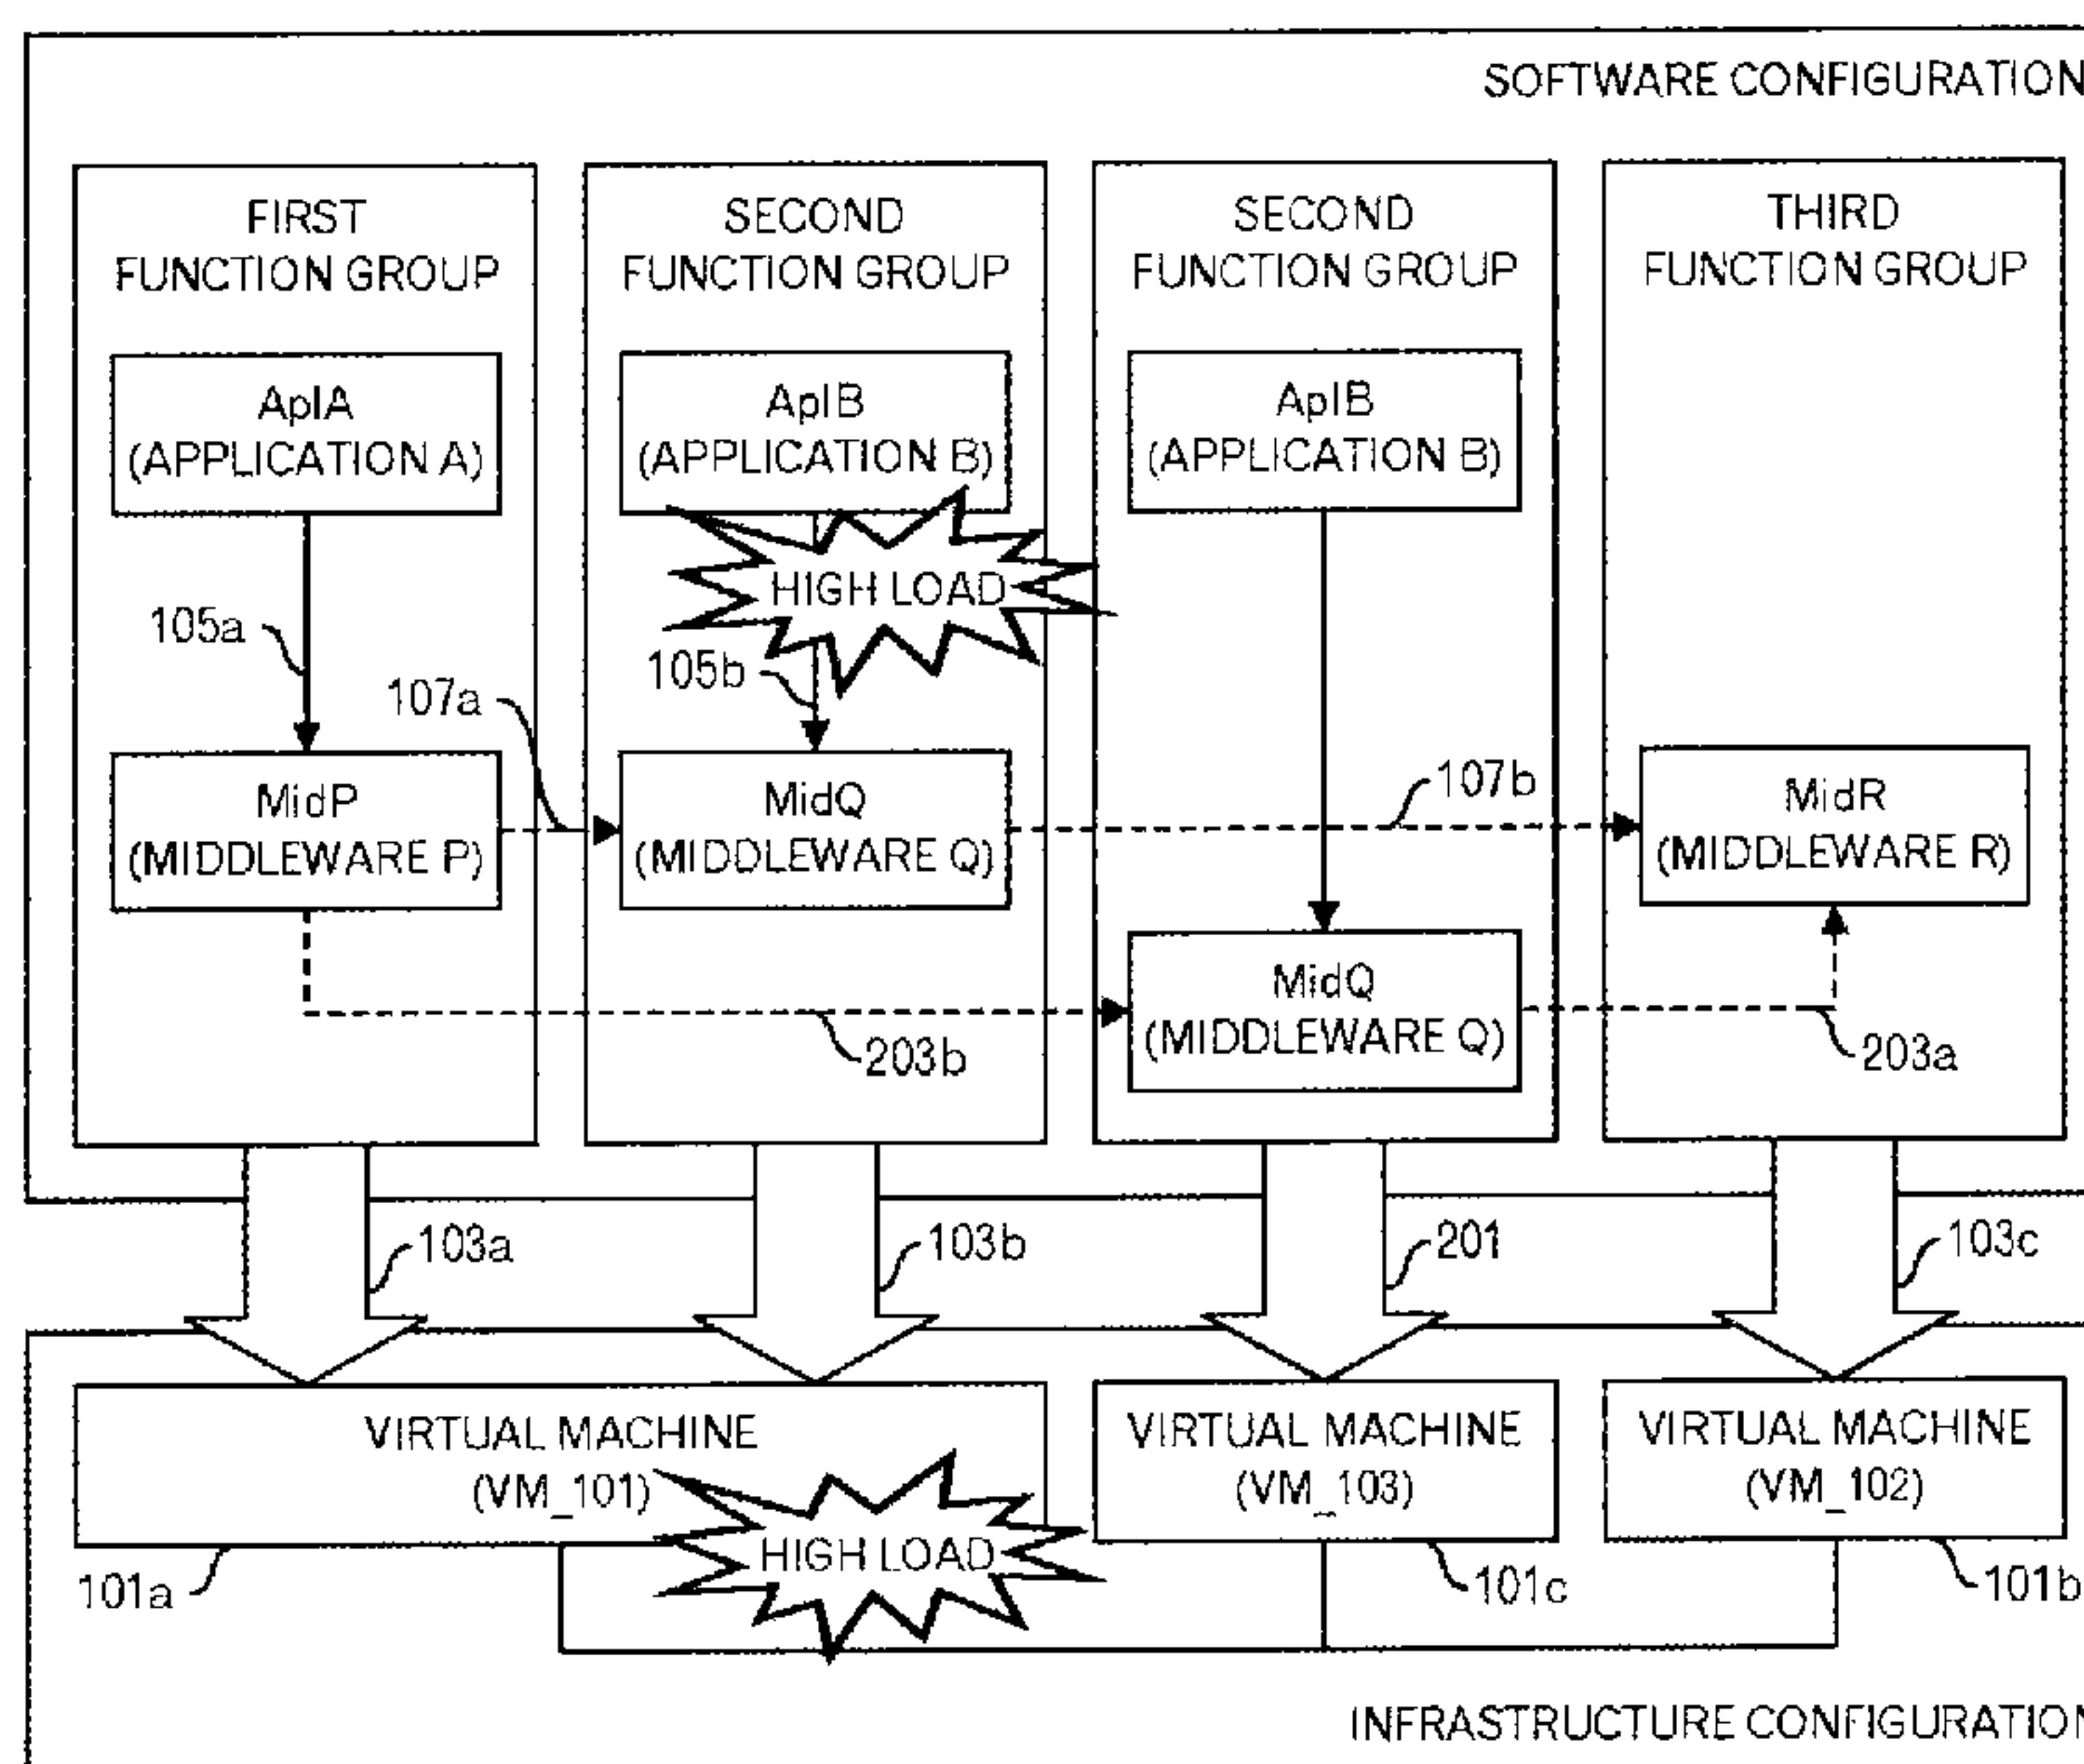 SOFTWARE CONFIGURATION
FIRST
FUNCTION GROUP
SECOND
FUNCTION GROUP
SECOND
FUNCTION GROUP
THIRD
FUNCTION GROUP
AplA
(APPLICATION A)
AplB
(APPLICATION B)
AplB
(APPLICATION B)
HIGH LOAD
105a
105b
107a
107b
MidP
(MIDDLEWARE P)
MidQ
(MIDDLEWARE Q)
MidR
(MIDDLEWARE R)
MidQ
(MIDDLEWARE Q)
203b
203a
103a
103b
201
103c
VIRTUAL MACHINE
(VM_101)
VIRTUAL MACHINE
(VM_103)
VIRTUAL MACHINE
(VM_102)
HIGH LOAD
101a
101c
101b
INFRASTRUCTURE CONFIGURATION